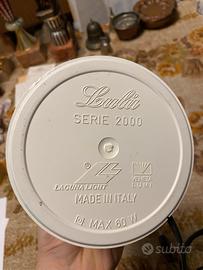 Lulù
SERIE 2000
LAGUNA LIGHT
MADE IN ITALY
MAX 60 W
subito